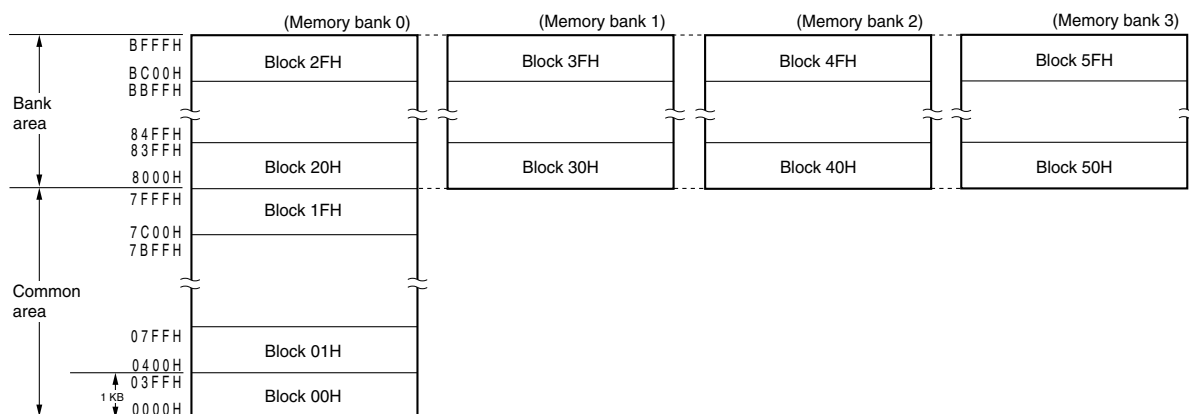 (Memory bank 0) (Memory bank 1) (Memory bank 2) (Memory bank 3)
BFFFH
Block 2FH Block 3FH Block 4FH Block 5FH
BC00H
BBFFH
Bank
area
84FFH
83FFH
Block 20H Block 30H Block 40H Block 50H
8000H
7FFFH
Block 1FH
7C00H
7BFFH
Common
area
07FFH
Block 01H
0400H
03FFH
1 KB
Block 00H
0000H